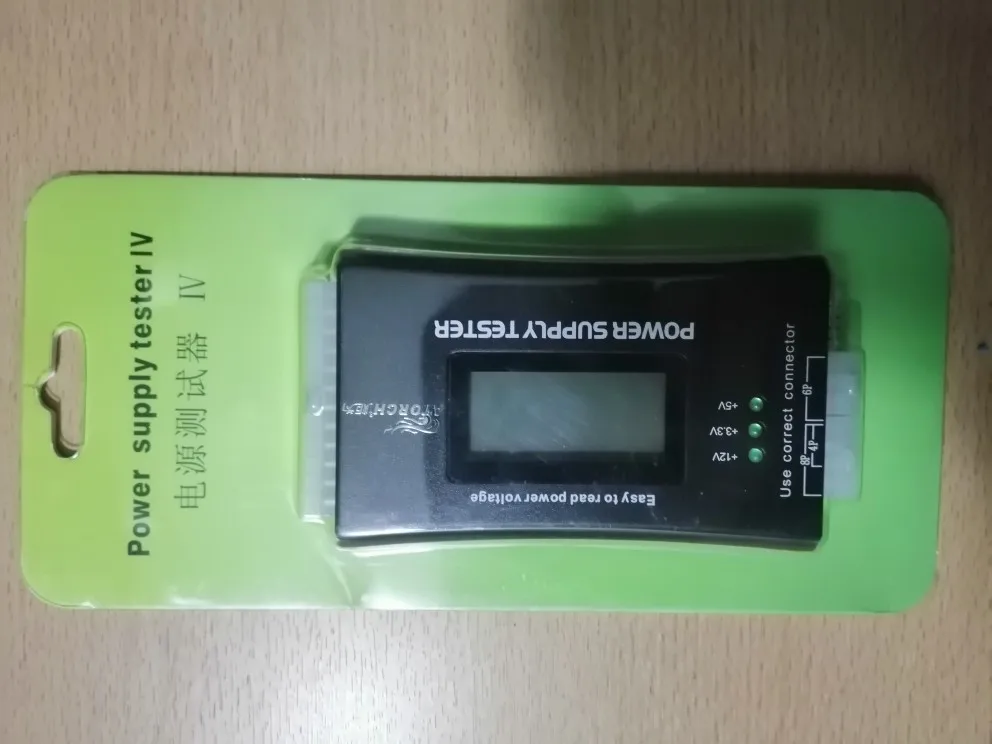 Power supply tester IV
电源测试器 IV
POWER SUPPLY TESTER
ATORCH
Easy to read power voltage
+5V
+3.3V
+12V
Use correct connector
8P
4P
6P